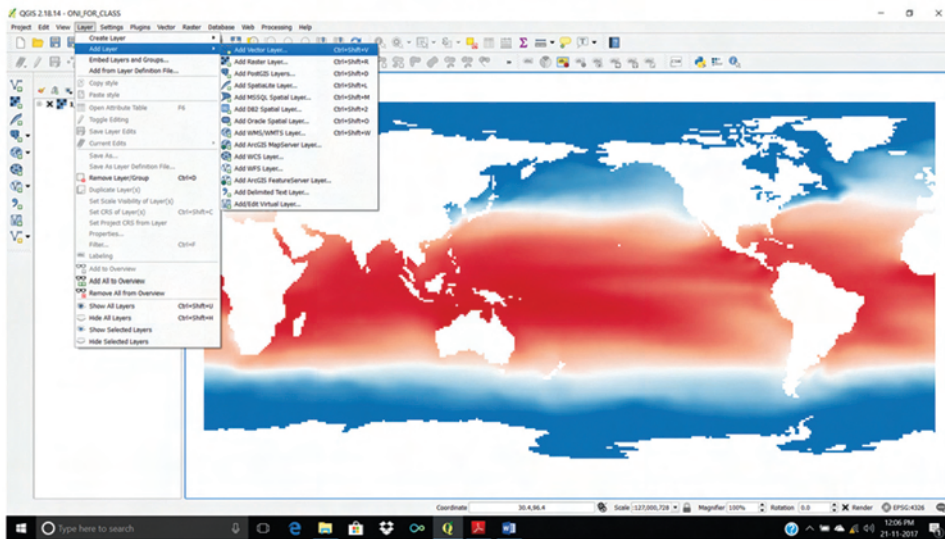 QGIS 2.18.14 - ONI_FOR_CLASS
Project Edit View Layer Settings Plugins Vector Raster Database Web Processing Help
Create Layer
Add Layer
Embed Layers and Groups...
Add from Layer Definition File...
Copy style
Paste style
Open Attribute Table F6
Toggle Editing
Save Layer Edits
Current Edits
Save As...
Save As Layer Definition File...
Remove Layer/Group Ctrl+D
Duplicate Layer(s)
Set Scale Visibility of Layer(s)
Set CRS of Layer(s) Ctrl+Shift+C
Set Project CRS from Layer
Properties...
Filter... Ctrl+F
Labeling
Add to Overview
Add All to Overview
Remove All from Overview
Show All Layers Ctrl+Shift+U
Hide All Layers Ctrl+Shift+H
Show Selected Layers
Hide Selected Layers
Add Vector Layer... Ctrl+Shift+V
Add Raster Layer... Ctrl+Shift+R
Add PostGIS Layers... Ctrl+Shift+D
Add SpatiaLite Layer... Ctrl+Shift+L
Add MSSQL Spatial Layer... Ctrl+Shift+M
Add DB2 Spatial Layer... Ctrl+Shift+2
Add Oracle Spatial Layer... Ctrl+Shift+O
Add WMS/WMTS Layer... Ctrl+Shift+W
Add ArcGIS MapServer Layer...
Add WCS Layer...
Add WFS Layer...
Add ArcGIS FeatureServer Layer...
Add Delimited Text Layer...
Add/Edit Virtual Layer...
Coordinate 30.4,96.4 Scale 1:127,000,728 Magnifier 100% Rotation 0.0 Render EPSG:4326
Type here to search
12:06 PM
21-11-2017